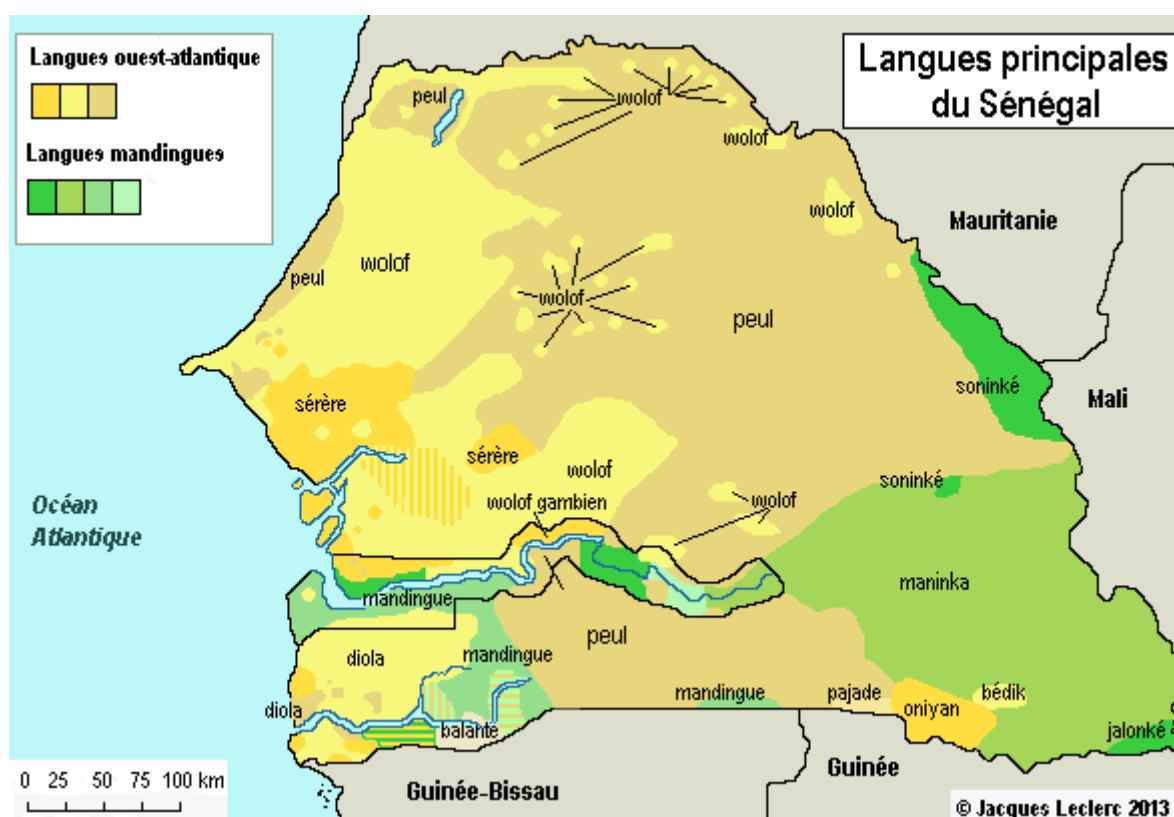 Langues ouest-atlantique
Langues mandingues
Langues principales
du Sénégal
peul
wolof
wolof
wolof
Mauritanie
peul
wolof
wolof
peul
soninké
Mali
sérère
sérère
wolof
soninké
wolof
wolof gambien
Océan
Atlantique
maninka
mandingue
peul
diola
mandingue
mandingue
pajade
bédik
oniyan
diola
balante
jalonké
Guinée
Guinée-Bissau
0 25 50 75 100 km
© Jacques Leclerc 2013